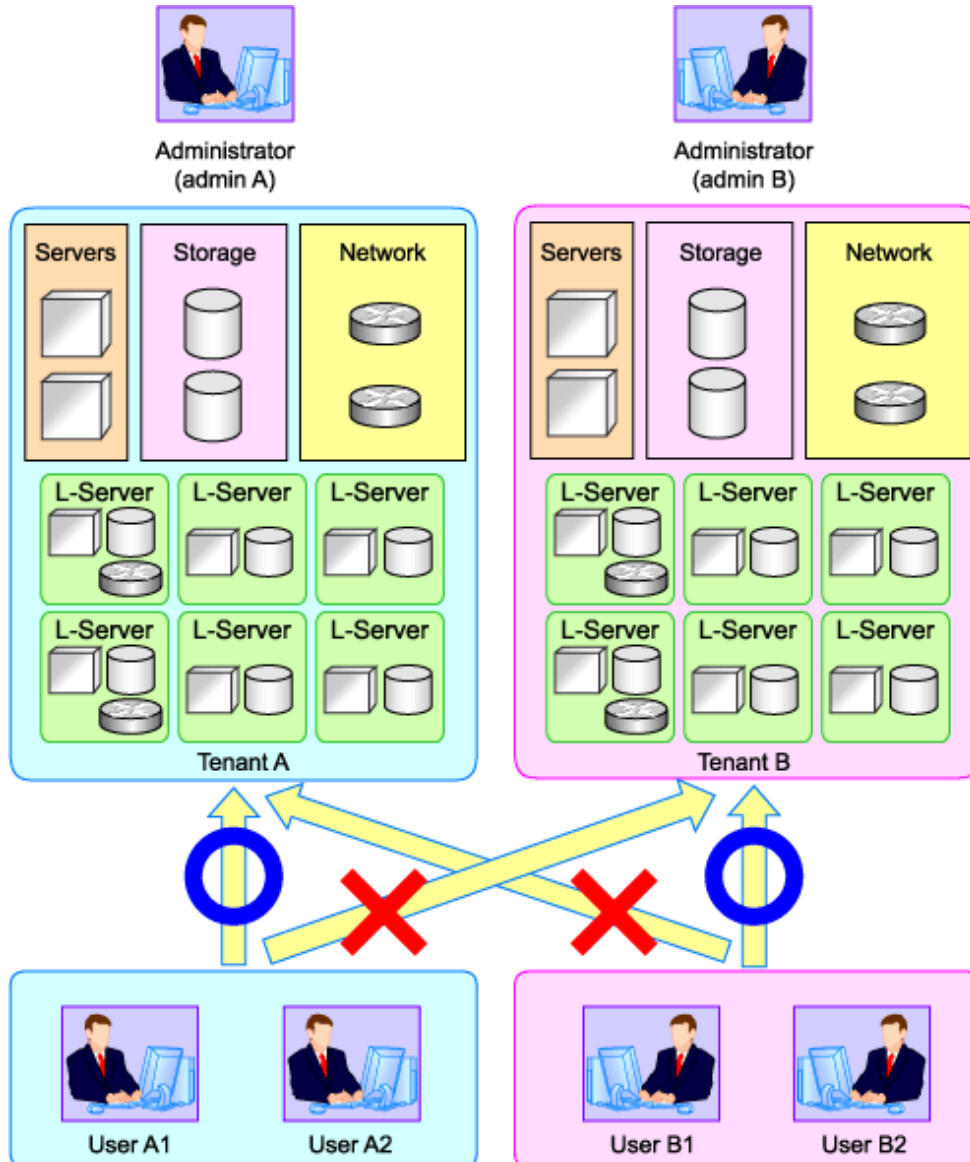 Administrator
(admin A)
Administrator
(admin B)
Servers
Storage
Network
Servers
Storage
Network
L-Server
L-Server
L-Server
L-Server
L-Server
L-Server
L-Server
L-Server
L-Server
L-Server
L-Server
L-Server
Tenant A
Tenant B
User A1
User A2
User B1
User B2